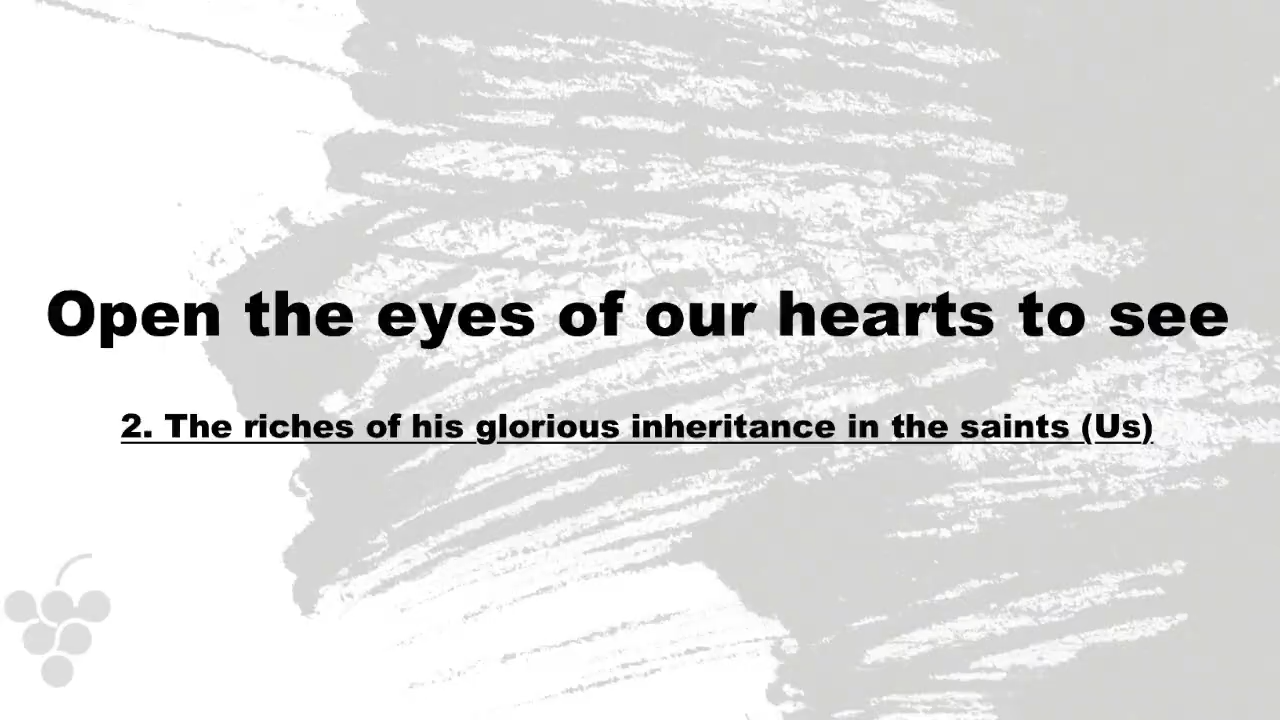 Open the eyes of our hearts to see
2. The riches of his glorious inheritance in the saints (Us)